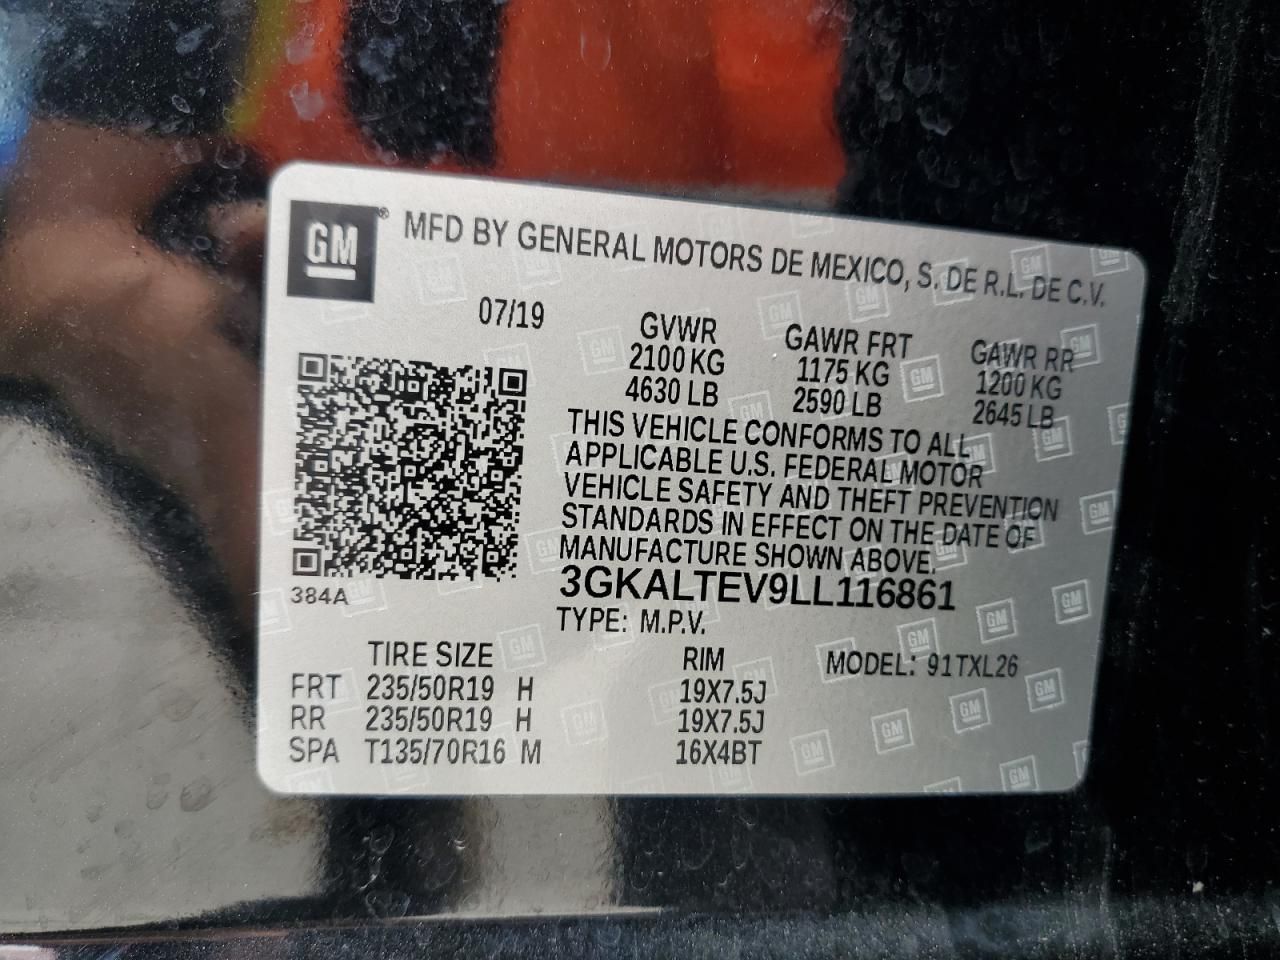 GM® MFD BY GENERAL MOTORS DE MEXICO, S. DE R.L. DE C.V.
07/19
GVWR GAWR FRT GAWR RR
2100 KG 1175 KG 1200 KG
4630 LB 2590 LB 2645 LB
THIS VEHICLE CONFORMS TO ALL
APPLICABLE U.S. FEDERAL MOTOR
VEHICLE SAFETY AND THEFT PREVENTION
STANDARDS IN EFFECT ON THE DATE OF
MANUFACTURE SHOWN ABOVE.
384A
3GKALTEV9LL116861
TYPE: M.P.V.
TIRE SIZE RIM MODEL: 91TXL26
FRT 235/50R19 H 19X7.5J
RR 235/50R19 H 19X7.5J
SPA T135/70R16 M 16X4BT